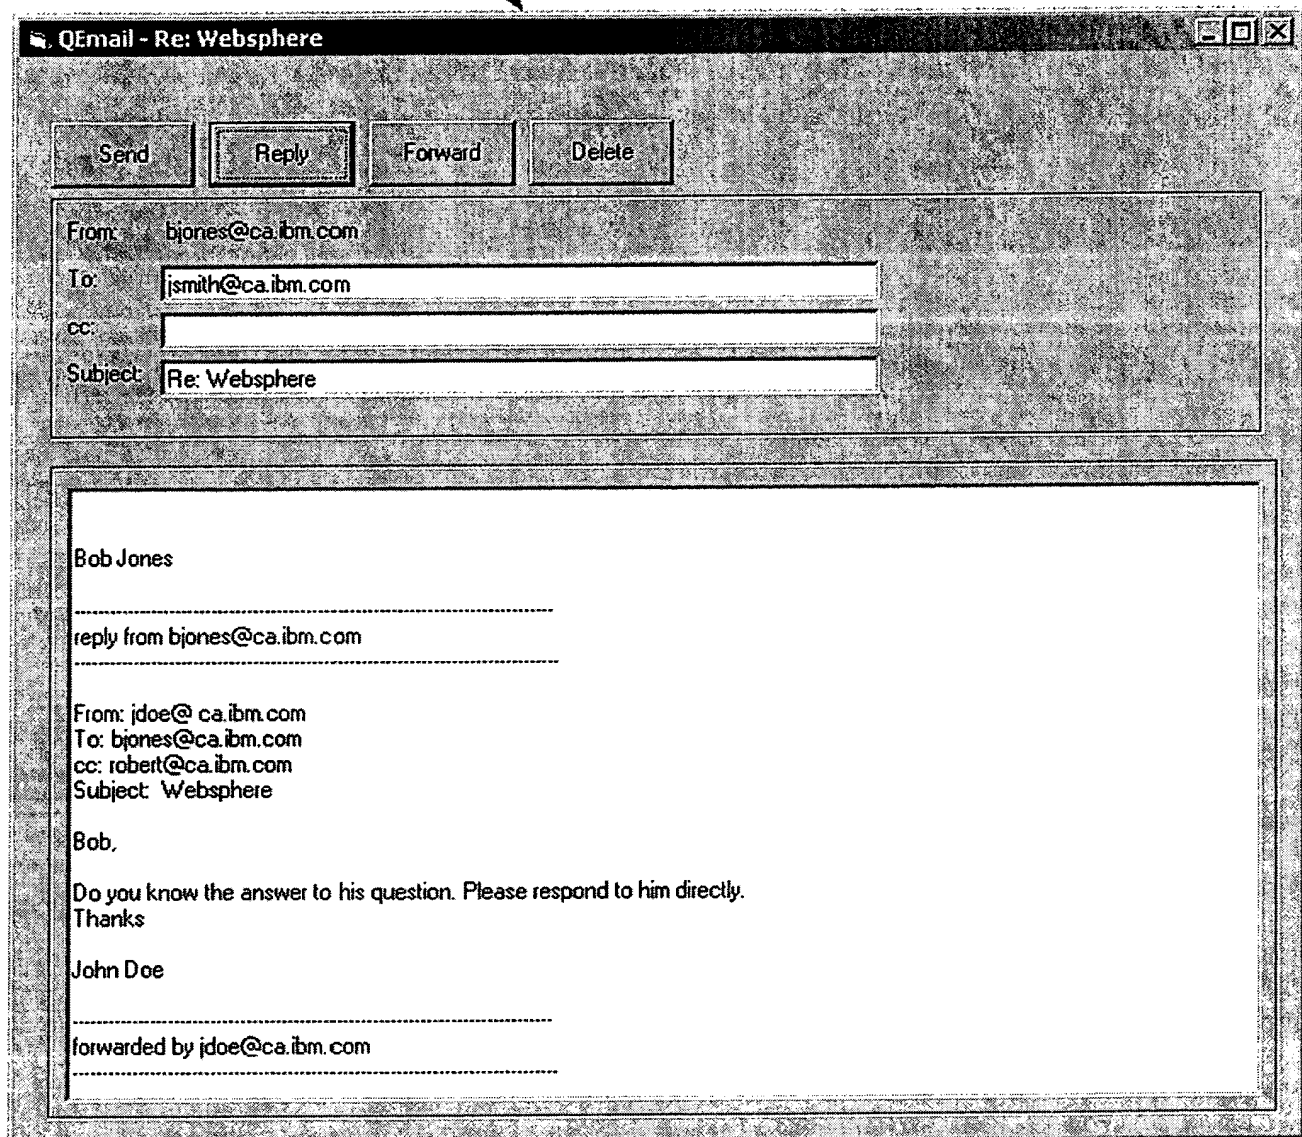 QEmail - Re: Websphere
Send Reply Forward Delete
From: bjones@ca.ibm.com
To: jsmith@ca.ibm.com
cc:
Subject: Re: Websphere
Bob Jones
------------------------------------------------------------
reply from bjones@ca.ibm.com
------------------------------------------------------------
From: jdoe@ ca.ibm.com
To: bjones@ca.ibm.com
cc: robert@ca.ibm.com
Subject: Websphere
Bob,
Do you know the answer to his question. Please respond to him directly.
Thanks
John Doe
------------------------------------------------------------
forwarded by jdoe@ca.ibm.com
------------------------------------------------------------